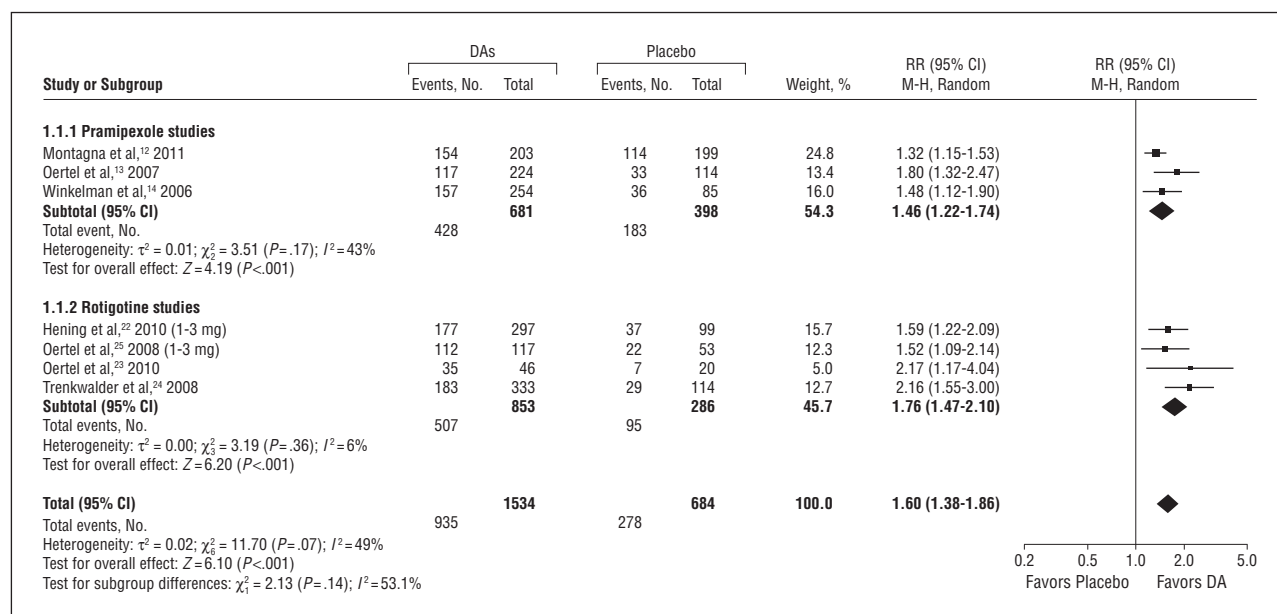 DAs Placebo RR (95% CI) RR (95% CI)
Study or Subgroup Events, No. Total Events, No. Total Weight, % M-H, Random M-H, Random
1.1.1 Pramipexole studies
Montagna et al,¹² 2011 154 203 114 199 24.8 1.32 (1.15-1.53)
Oertel et al,¹³ 2007 117 224 33 114 13.4 1.80 (1.32-2.47)
Winkelman et al,¹⁴ 2006 157 254 36 85 16.0 1.48 (1.12-1.90)
Subtotal (95% CI) 681 398 54.3 1.46 (1.22-1.74)
Total event, No. 428 183
Heterogeneity: τ² = 0.01; χ²₂ = 3.51 (P = .17); I² = 43%
Test for overall effect: Z = 4.19 (P<.001)
1.1.2 Rotigotine studies
Hening et al,²² 2010 (1-3 mg) 177 297 37 99 15.7 1.59 (1.22-2.09)
Oertel et al,²⁵ 2008 (1-3 mg) 112 117 22 53 12.3 1.52 (1.09-2.14)
Oertel et al,²³ 2010 35 46 7 20 5.0 2.17 (1.17-4.04)
Trenkwalder et al,²⁴ 2008 183 333 29 114 12.7 2.16 (1.55-3.00)
Subtotal (95% CI) 853 286 45.7 1.76 (1.47-2.10)
Total events, No. 507 95
Heterogeneity: τ² = 0.00; χ²₃ = 3.19 (P = .36); I² = 6%
Test for overall effect: Z = 6.20 (P<.001)
Total (95% CI) 1534 684 100.0 1.60 (1.38-1.86)
Total events, No. 935 278
Heterogeneity: τ² = 0.02; χ²₆ = 11.70 (P = .07); I² = 49%
Test for overall effect: Z = 6.10 (P<.001)
Test for subgroup differences: χ²₁ = 2.13 (P = .14); I² = 53.1%
0.2 0.5 1.0 2.0 5.0
Favors Placebo Favors DA